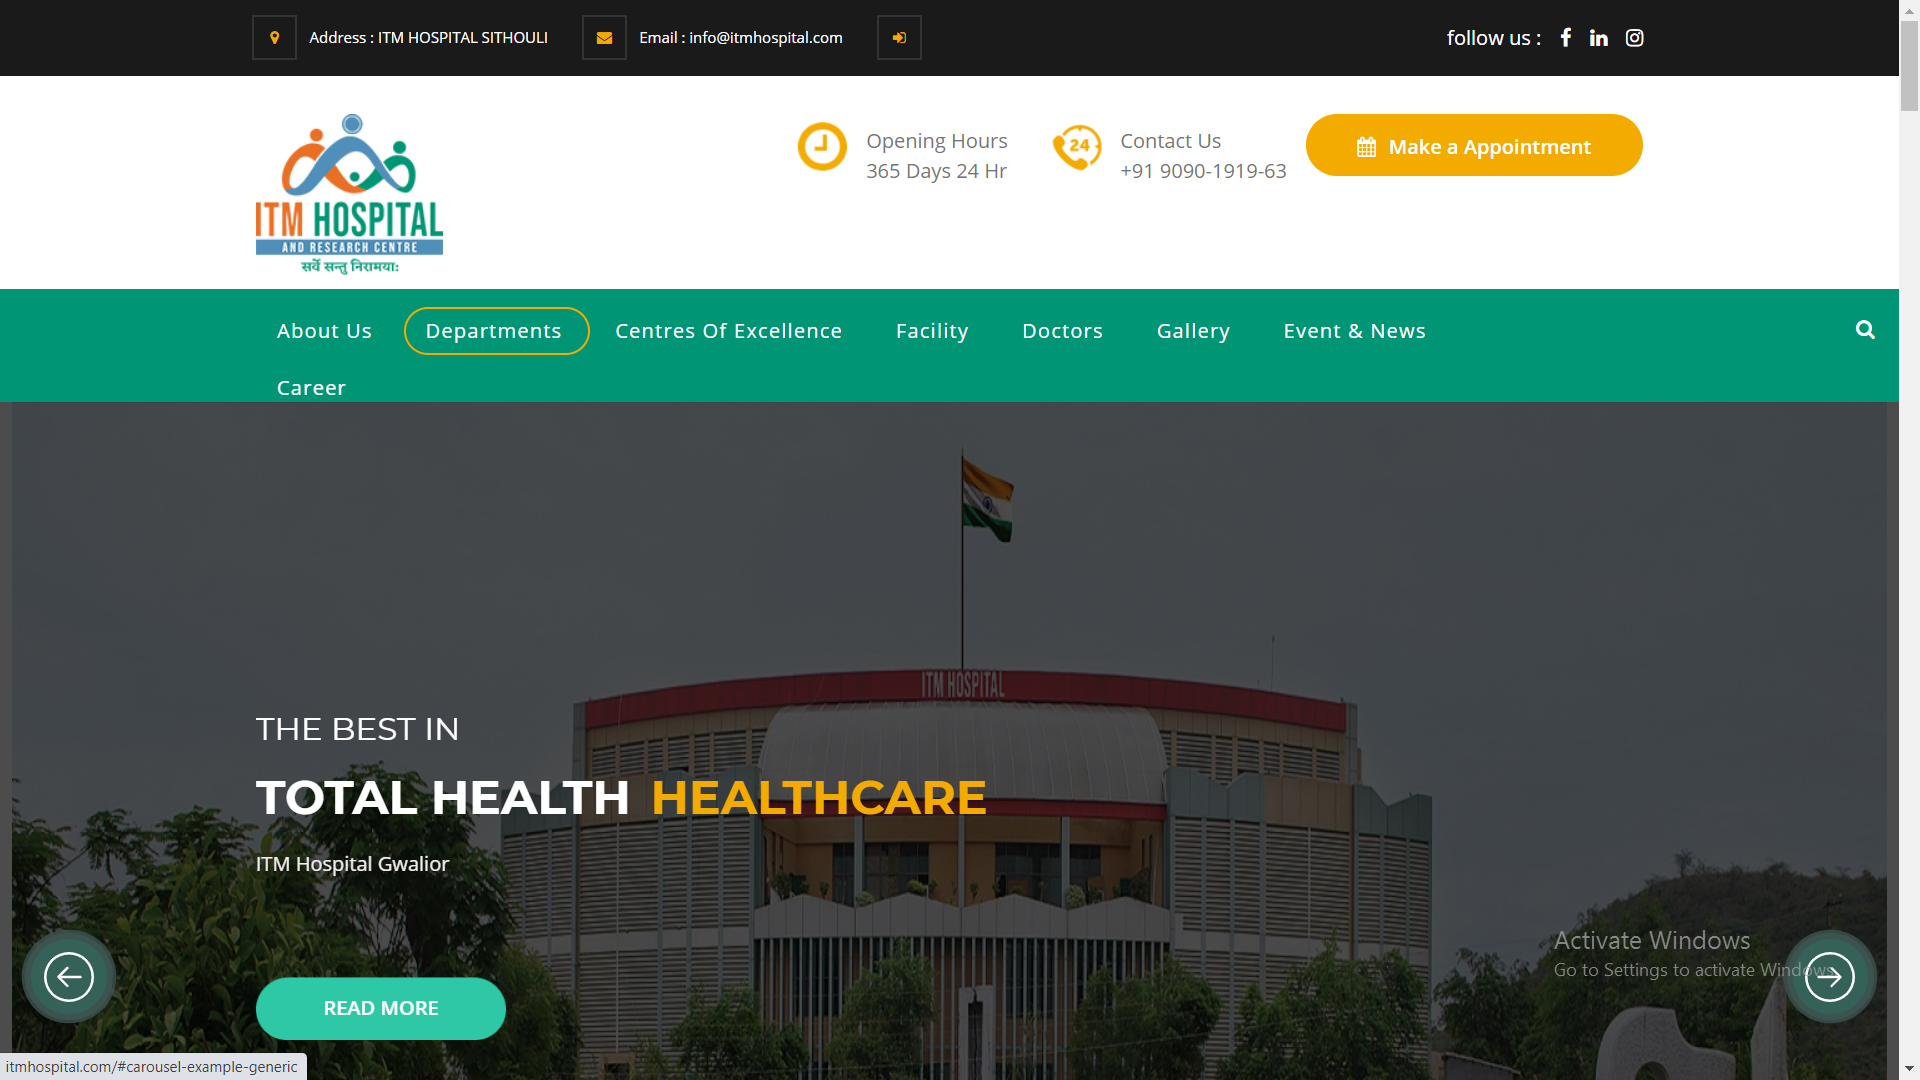 Address : ITM HOSPITAL SITHOULI
Email : info@itmhospital.com
follow us :
Opening Hours
365 Days 24 Hr
24
Contact Us
+91 9090-1919-63
Make a Appointment
ITM HOSPITAL
AND RESEARCH CENTRE
सर्वे सन्तु निरामया:
About Us
Departments
Centres Of Excellence
Facility
Doctors
Gallery
Event & News
Career
ITM HOSPITAL
THE BEST IN
TOTAL HEALTH HEALTHCARE
ITM Hospital Gwalior
READ MORE
Activate Windows
Go to Settings to activate Windows.
itmhospital.com/#carousel-example-generic